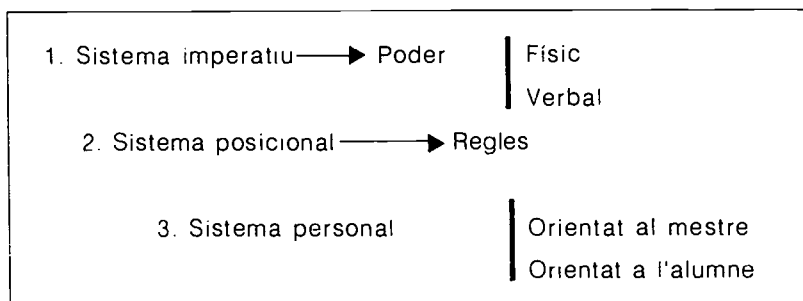 1. Sistema imperatiu → Poder
Físic
Verbal
2. Sistema posicional → Regles
3. Sistema personal
Orientat al mestre
Orientat a l'alumne